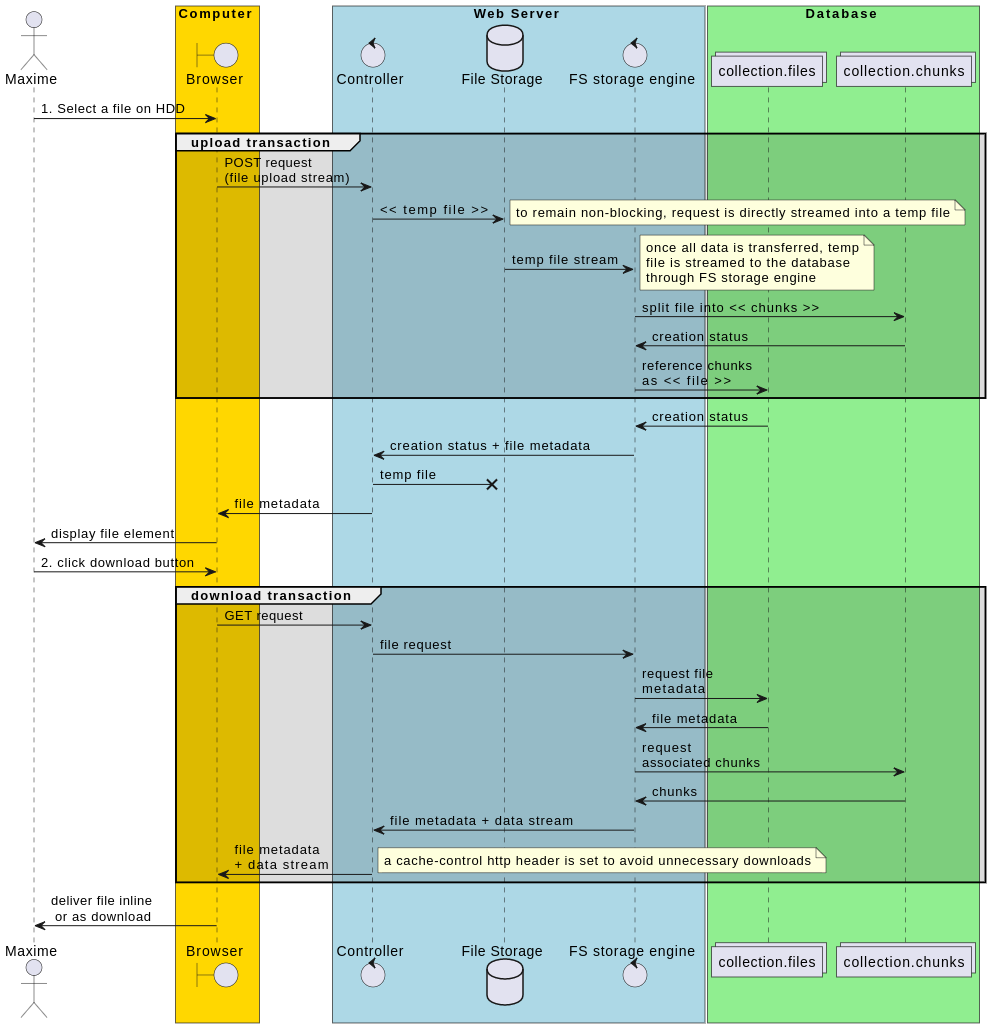 Computer
Web Server
Database
Maxime
Browser
Controller
File Storage
FS storage engine
collection.files
collection.chunks
1. Select a file on HDD
upload transaction
POST request
(file upload stream)
<< temp file >>
to remain non-blocking, request is directly streamed into a temp file
temp file stream
once all data is transferred, temp
file is streamed to the database
through FS storage engine
split file into << chunks >>
creation status
reference chunks
as << file >>
creation status
creation status + file metadata
temp file
file metadata
display file element
2. click download button
download transaction
GET request
file request
request file
metadata
file metadata
request
associated chunks
chunks
file metadata + data stream
file metadata
+ data stream
a cache-control http header is set to avoid unnecessary downloads
deliver file inline
or as download
Maxime
Browser
Controller
File Storage
FS storage engine
collection.files
collection.chunks